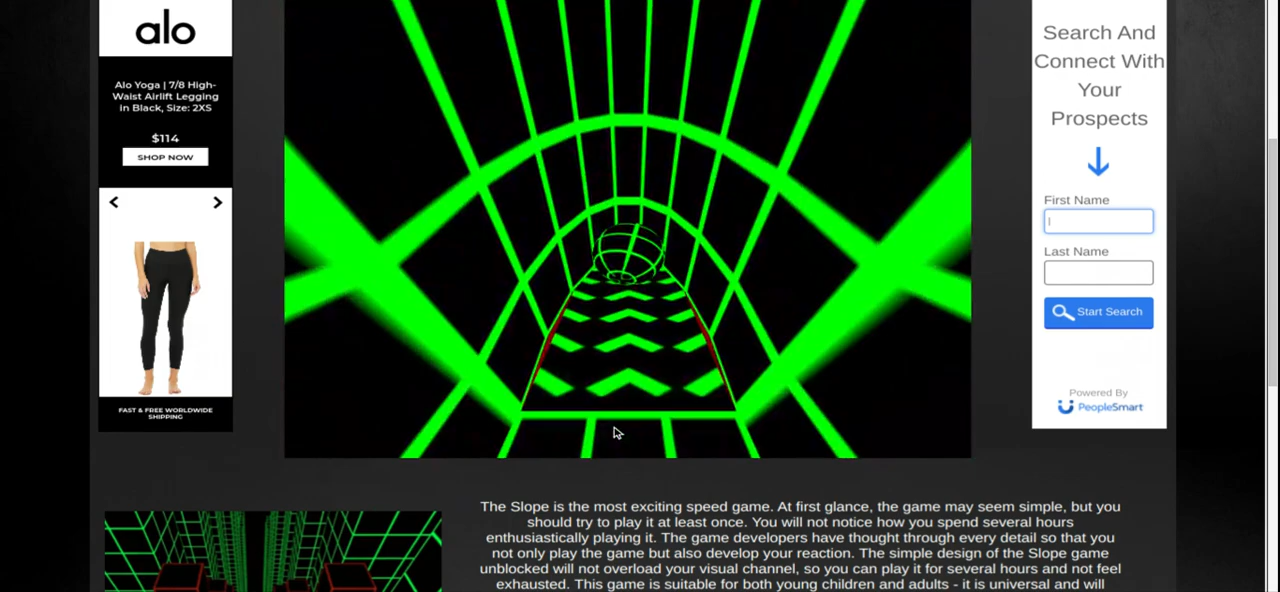 alo
Alo Yoga | 7/8 High-
Waist Airlift Legging
in Black, Size: 2XS
$114
SHOP NOW
FAST & FREE WORLDWIDE
SHIPPING
Search And
Connect With
Your
Prospects
First Name
Last Name
Start Search
Powered By
PeopleSmart
The Slope is the most exciting speed game. At first glance, the game may seem simple, but you
should try to play it at least once. You will not notice how you spend several hours
enthusiastically playing it. The game developers have thought through every detail so that you
not only play the game but also develop your reaction. The simple design of the Slope game
unblocked will not overload your visual channel, so you can play it for several hours and not feel
exhausted. This game is suitable for both young children and adults - it is universal and will